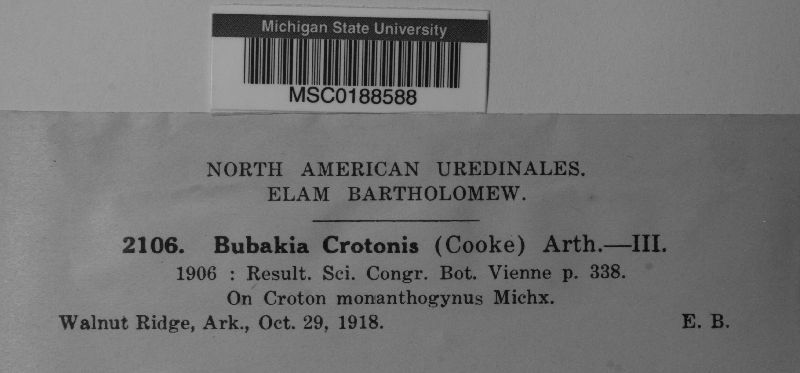 Michigan State University
MSC0188588
NORTH AMERICAN UREDINALES.
ELAM BARTHOLOMEW.
2106. Bubakia Crotonis (Cooke) Arth.—III.
1906 : Result. Sci. Congr. Bot. Vienne p. 338.
On Croton monanthogynus Michx.
Walnut Ridge, Ark., Oct. 29, 1918. E. B.